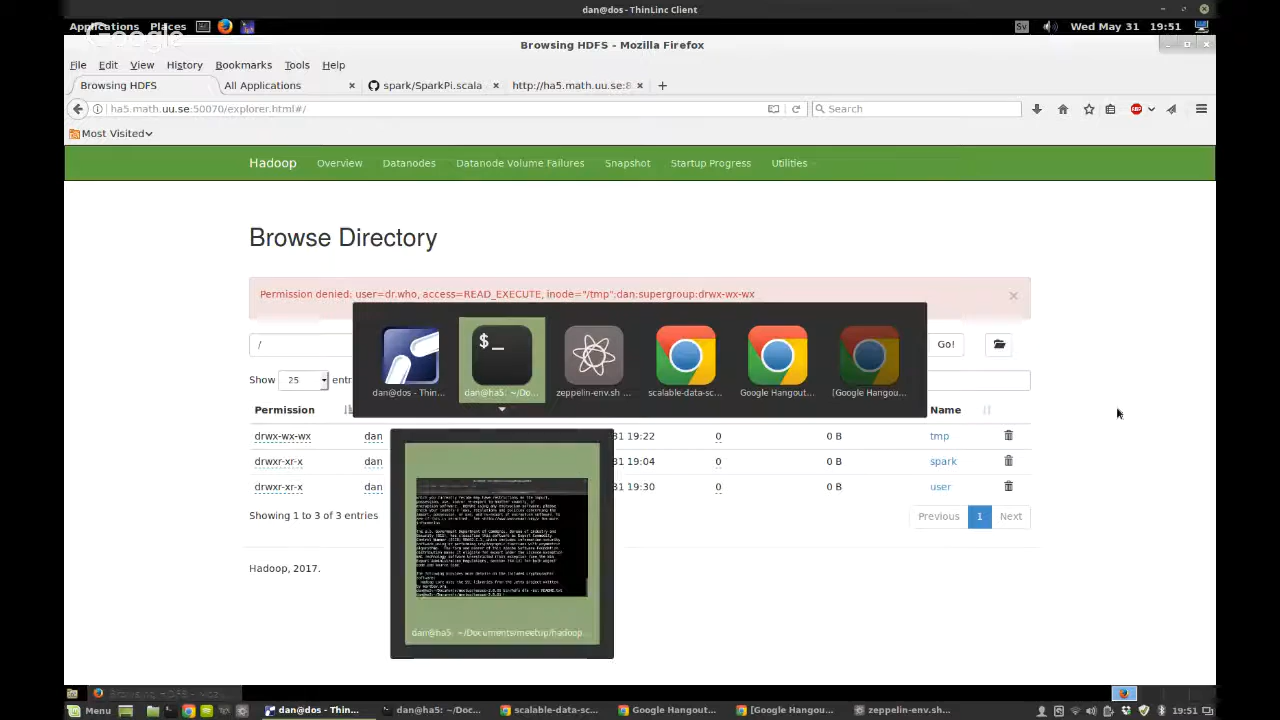 dan@dos - ThinLinc Client
Applications Places Sv Wed May 31 19:51
Google
Browsing HDFS - Mozilla Firefox
File Edit View History Bookmarks Tools Help
Browsing HDFS All Applications × spark/SparkPi.scala × http://ha5.math.uu.se:8 × +
ha5.math.uu.se:50070/explorer.html#/ Search
Most Visited
Hadoop Overview Datanodes Datanode Volume Failures Snapshot Startup Progress Utilities
Browse Directory
Permission denied: user=dr.who, access=READ_EXECUTE, inode="/tmp":dan:supergroup:drwx-wx-wx ×
/ Go!
Show 25 entr
dan@dos - Thin... dan@ha5: ~/Do... zeppelin-env.sh ... scalable-data-sc... Google Hangout... [Google Hangou...
Permission Name
drwx-wx-wx dan 31 19:22 0 0 B tmp
drwxr-xr-x dan 31 19:04 0 0 B spark
drwxr-xr-x dan 31 19:30 0 0 B user
Showing 1 to 3 of 3 entries Previous 1 Next
Hadoop, 2017.
dan@ha5: ~/Documents/meetup/hadoop...
Menu dan@dos - Thin... dan@ha5: ~/Doc... scalable-data-sc... Google Hangout... [Google Hangou... zeppelin-env.sh... 19:51